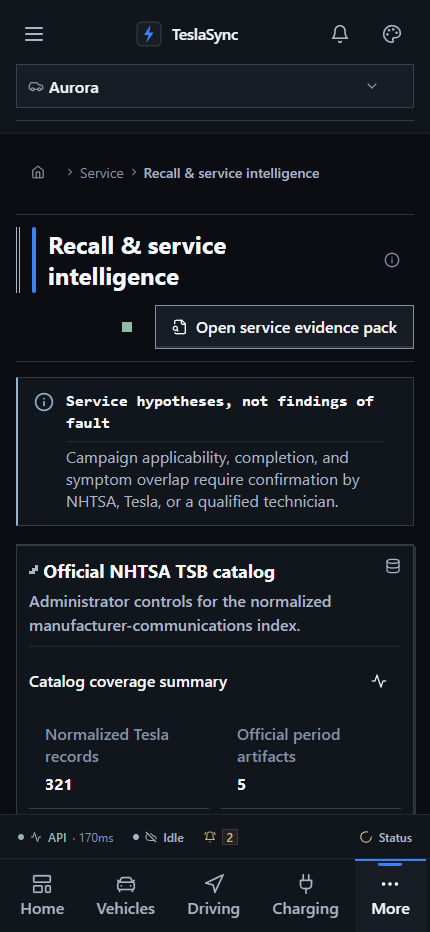 TeslaSync
Aurora
Service
Recall & service intelligence
Recall & service
intelligence
Open service evidence pack
Service hypotheses, not findings of
fault
Campaign applicability, completion, and
symptom overlap require confirmation by
NHTSA, Tesla, or a qualified technician.
Official NHTSA TSB catalog
Administrator controls for the normalized
manufacturer-communications index.
Catalog coverage summary
Normalized Tesla
records
321
Official period
artifacts
5
API · 170ms
Idle
2
Status
Home
Vehicles
Driving
Charging
More